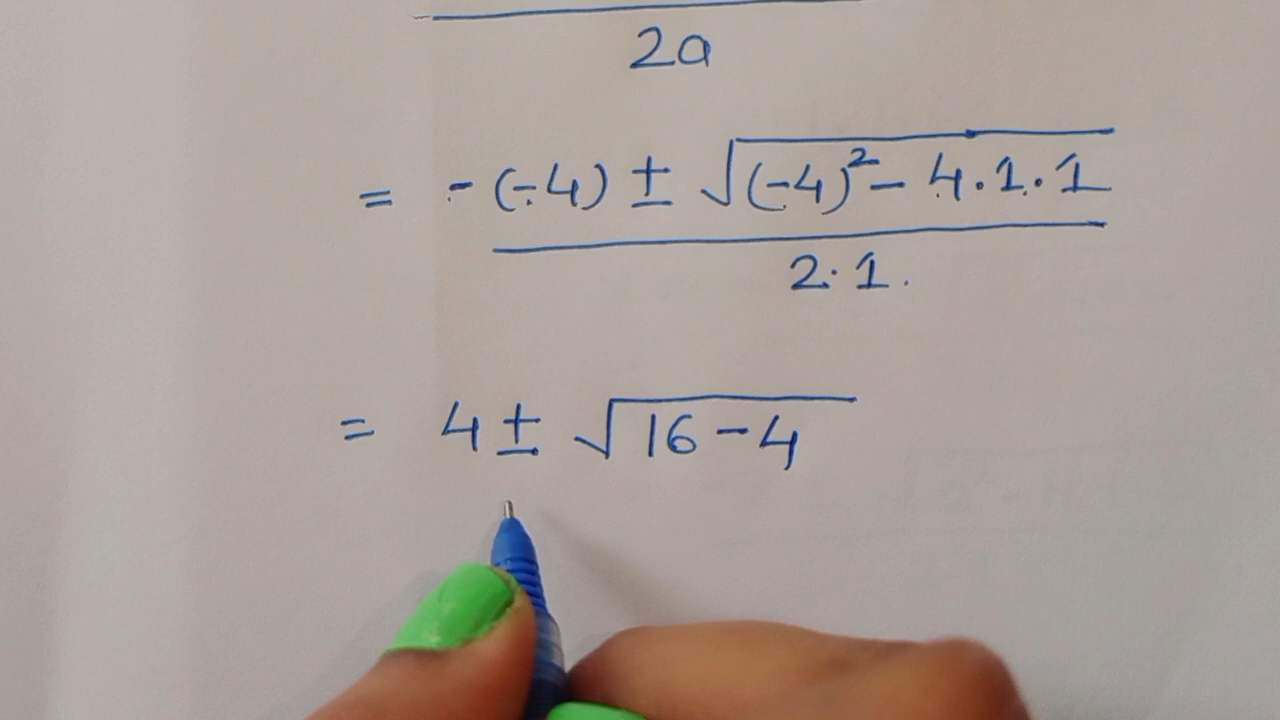 2a
= -(-4) ± √(-4)² - 4.1.1
2.1.
= 4 ± √16-4